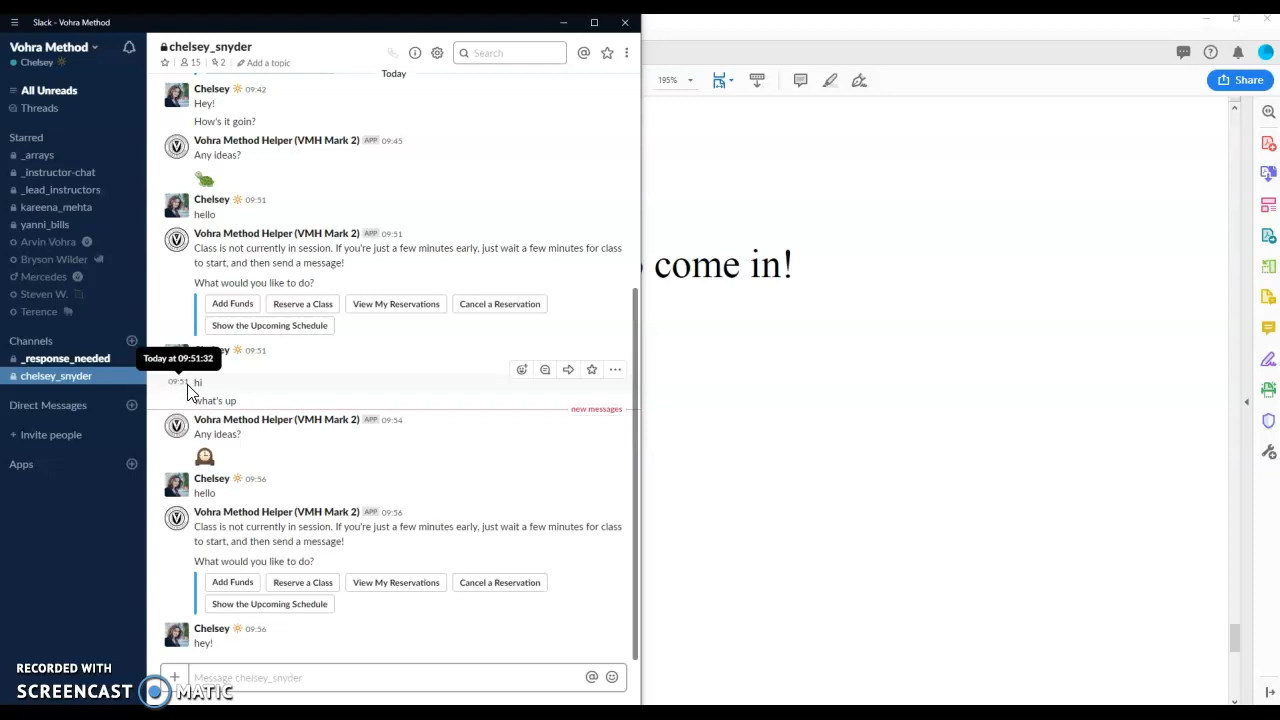 Slack - Vohra Method
Vohra Method
Chelsey
All Unreads
Threads
Starred
_arrays
_instructor-chat
_lead_instructors
kareena_mehta
yanni_bills
Arvin Vohra
Bryson Wilder
Mercedes
Steven W.
Terence
Channels
_response_needed
chelsey_snyder
Direct Messages
Invite people
Apps
RECORDED WITH
SCREENCAST MATIC
chelsey_snyder
15 2 Add a topic
Search
Today
Chelsey 09:42
Hey!
How's it goin?
Vohra Method Helper (VMH Mark 2) APP 09:45
Any ideas?
Chelsey 09:51
hello
Vohra Method Helper (VMH Mark 2) APP 09:51
Class is not currently in session. If you're just a few minutes early, just wait a few minutes for class
to start, and then send a message!
What would you like to do?
Add Funds Reserve a Class View My Reservations Cancel a Reservation
Show the Upcoming Schedule
09:51
Today at 09:51:32
09:51 hi
what's up
new messages
Vohra Method Helper (VMH Mark 2) APP 09:54
Any ideas?
Chelsey 09:56
hello
Vohra Method Helper (VMH Mark 2) APP 09:56
Class is not currently in session. If you're just a few minutes early, just wait a few minutes for class
to start, and then send a message!
What would you like to do?
Add Funds Reserve a Class View My Reservations Cancel a Reservation
Show the Upcoming Schedule
Chelsey 09:56
hey!
Message chelsey_snyder
195%
Share
come in!